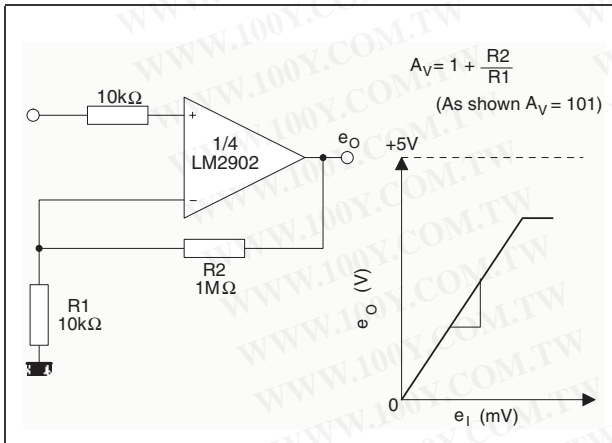 WWW.100Y.COM.TW
A_V = 1 + R2/R1
(As shown A_V = 101)
10kΩ
+
1/4
LM2902
−
e_O
+5V
R2
1MΩ
R1
10kΩ
e_O (V)
0
e_I (mV)